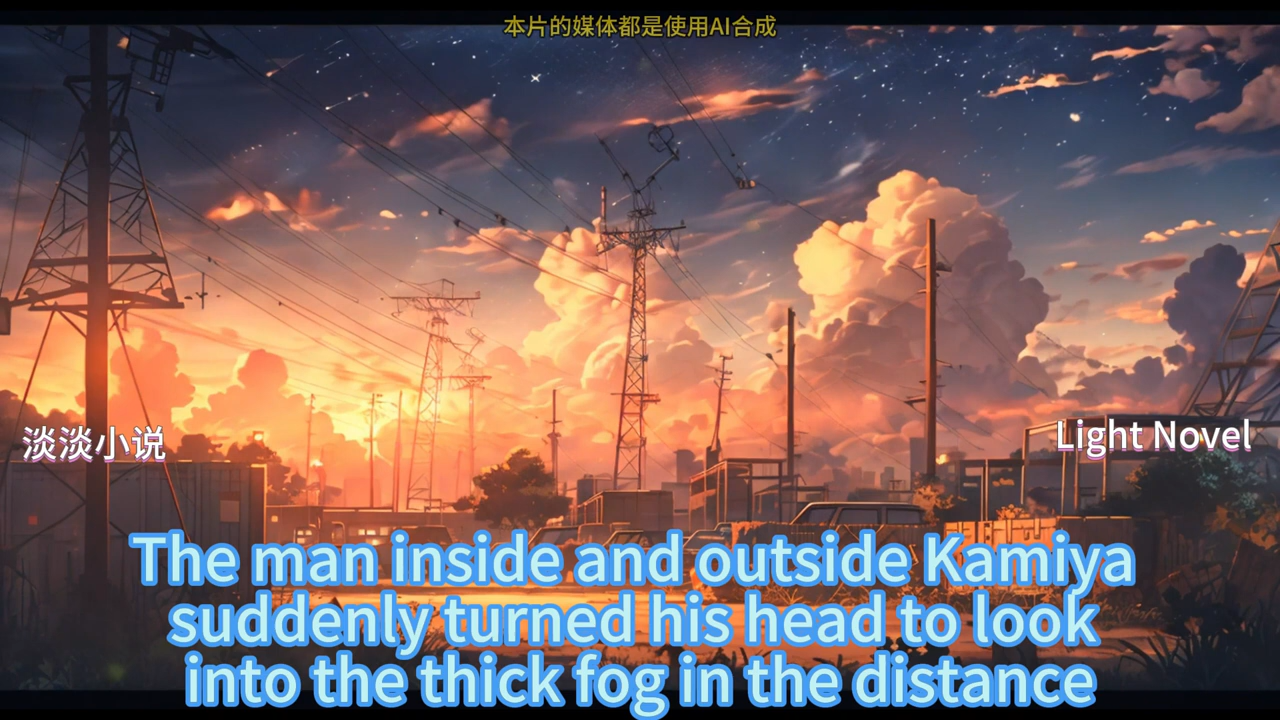 本片的媒体都是使用AI合成
淡淡小说
Light Novel
The man inside and outside Kamiya
suddenly turned his head to look
into the thick fog in the distance